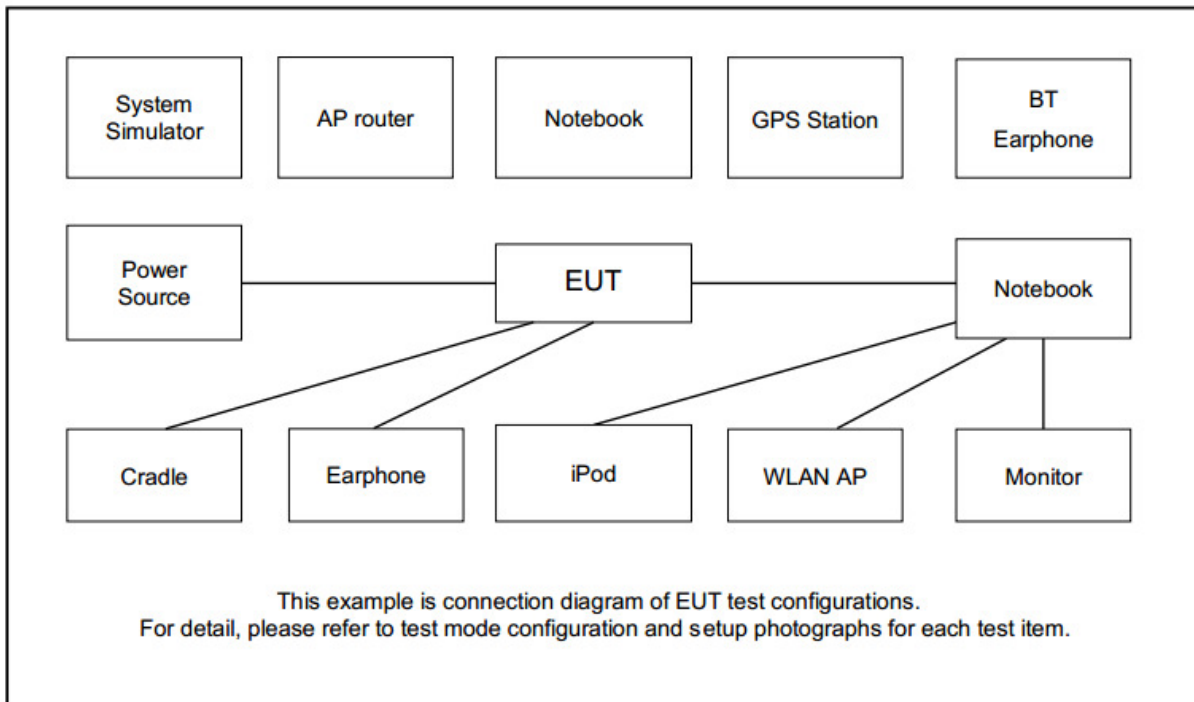 System
Simulator
AP router
Notebook
GPS Station
BT
Earphone
Power
Source
EUT
Notebook
Cradle
Earphone
iPod
WLAN AP
Monitor
This example is connection diagram of EUT test configurations.
For detail, please refer to test mode configuration and setup photographs for each test item.